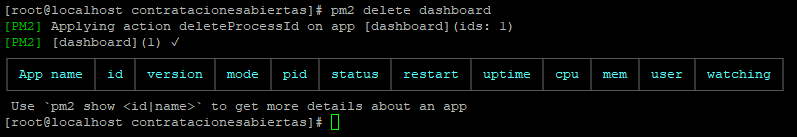 [root@localhost contratacionesabiertas]# pm2 delete dashboard
[PM2] Applying action deleteProcessId on app [dashboard](ids: 1)
[PM2] [dashboard](1) ✓
App name │ id │ version │ mode │ pid │ status │ restart │ uptime │ cpu │ mem │ user │ watching
Use `pm2 show <id|name>` to get more details about an app
[root@localhost contratacionesabiertas]#